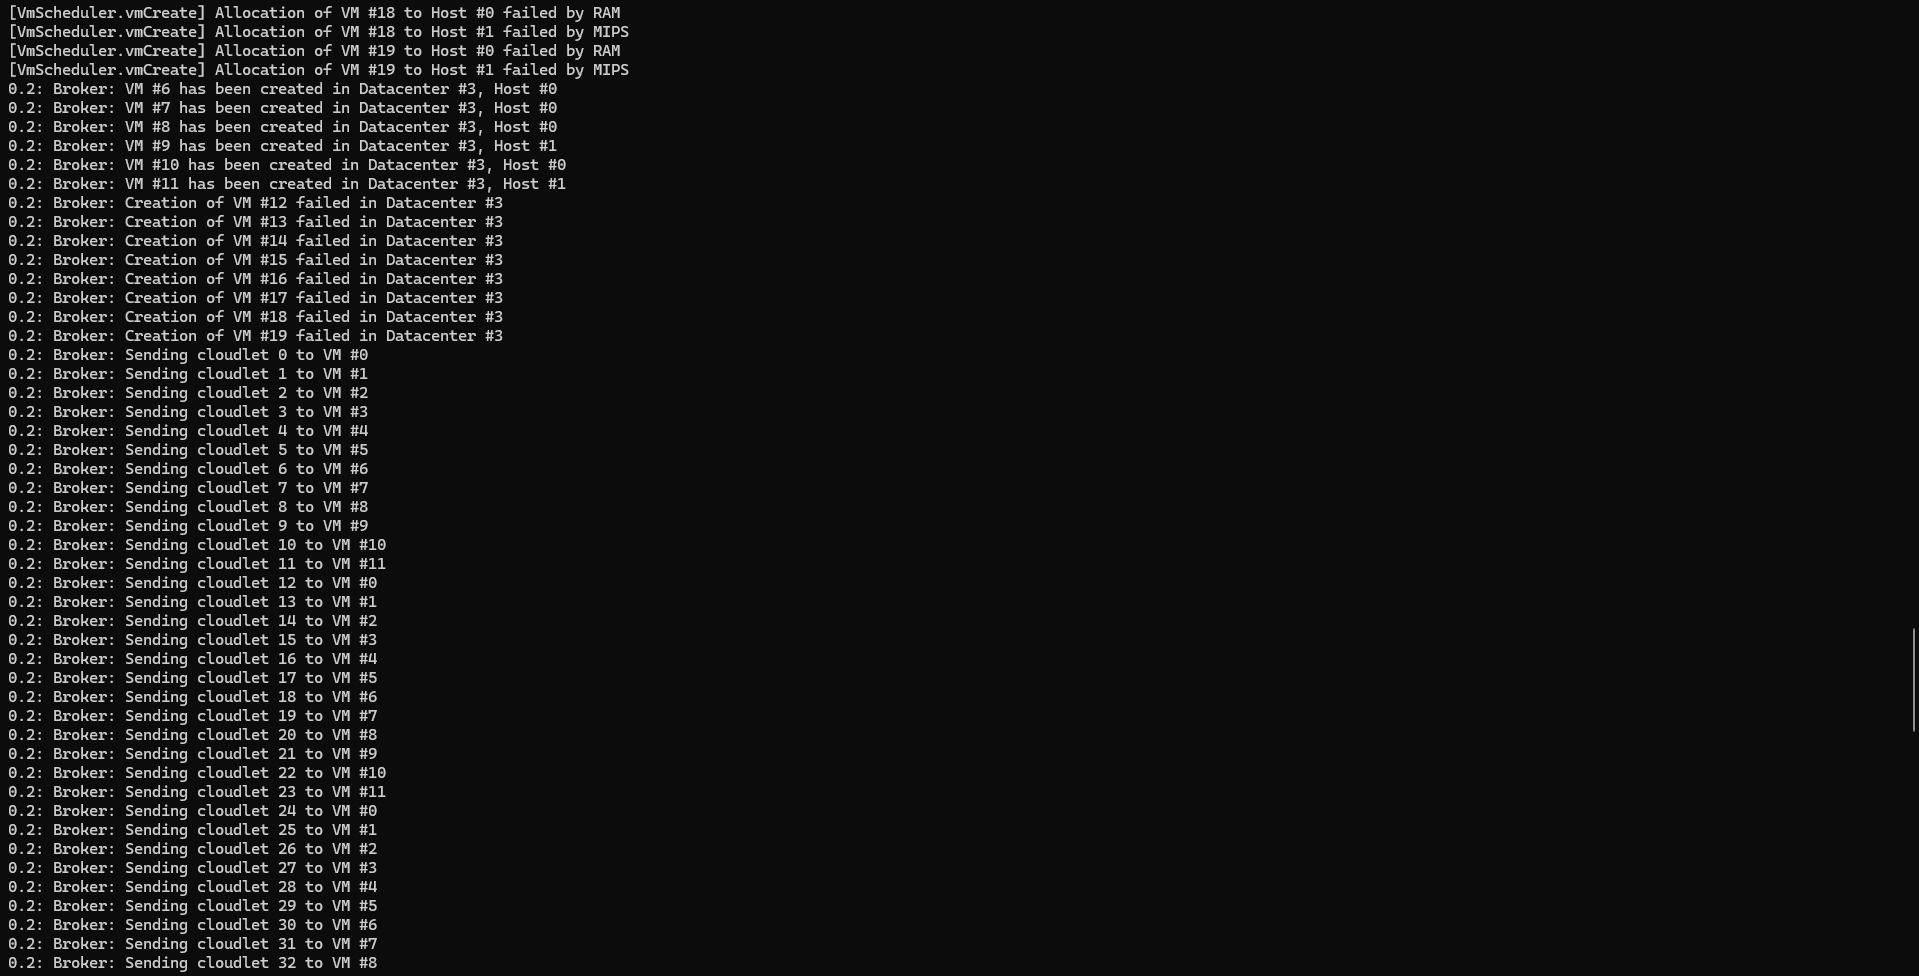 [VmScheduler.vmCreate] Allocation of VM #18 to Host #0 failed by RAM
[VmScheduler.vmCreate] Allocation of VM #18 to Host #1 failed by MIPS
[VmScheduler.vmCreate] Allocation of VM #19 to Host #0 failed by RAM
[VmScheduler.vmCreate] Allocation of VM #19 to Host #1 failed by MIPS
0.2: Broker: VM #6 has been created in Datacenter #3, Host #0
0.2: Broker: VM #7 has been created in Datacenter #3, Host #0
0.2: Broker: VM #8 has been created in Datacenter #3, Host #0
0.2: Broker: VM #9 has been created in Datacenter #3, Host #1
0.2: Broker: VM #10 has been created in Datacenter #3, Host #0
0.2: Broker: VM #11 has been created in Datacenter #3, Host #1
0.2: Broker: Creation of VM #12 failed in Datacenter #3
0.2: Broker: Creation of VM #13 failed in Datacenter #3
0.2: Broker: Creation of VM #14 failed in Datacenter #3
0.2: Broker: Creation of VM #15 failed in Datacenter #3
0.2: Broker: Creation of VM #16 failed in Datacenter #3
0.2: Broker: Creation of VM #17 failed in Datacenter #3
0.2: Broker: Creation of VM #18 failed in Datacenter #3
0.2: Broker: Creation of VM #19 failed in Datacenter #3
0.2: Broker: Sending cloudlet 0 to VM #0
0.2: Broker: Sending cloudlet 1 to VM #1
0.2: Broker: Sending cloudlet 2 to VM #2
0.2: Broker: Sending cloudlet 3 to VM #3
0.2: Broker: Sending cloudlet 4 to VM #4
0.2: Broker: Sending cloudlet 5 to VM #5
0.2: Broker: Sending cloudlet 6 to VM #6
0.2: Broker: Sending cloudlet 7 to VM #7
0.2: Broker: Sending cloudlet 8 to VM #8
0.2: Broker: Sending cloudlet 9 to VM #9
0.2: Broker: Sending cloudlet 10 to VM #10
0.2: Broker: Sending cloudlet 11 to VM #11
0.2: Broker: Sending cloudlet 12 to VM #0
0.2: Broker: Sending cloudlet 13 to VM #1
0.2: Broker: Sending cloudlet 14 to VM #2
0.2: Broker: Sending cloudlet 15 to VM #3
0.2: Broker: Sending cloudlet 16 to VM #4
0.2: Broker: Sending cloudlet 17 to VM #5
0.2: Broker: Sending cloudlet 18 to VM #6
0.2: Broker: Sending cloudlet 19 to VM #7
0.2: Broker: Sending cloudlet 20 to VM #8
0.2: Broker: Sending cloudlet 21 to VM #9
0.2: Broker: Sending cloudlet 22 to VM #10
0.2: Broker: Sending cloudlet 23 to VM #11
0.2: Broker: Sending cloudlet 24 to VM #0
0.2: Broker: Sending cloudlet 25 to VM #1
0.2: Broker: Sending cloudlet 26 to VM #2
0.2: Broker: Sending cloudlet 27 to VM #3
0.2: Broker: Sending cloudlet 28 to VM #4
0.2: Broker: Sending cloudlet 29 to VM #5
0.2: Broker: Sending cloudlet 30 to VM #6
0.2: Broker: Sending cloudlet 31 to VM #7
0.2: Broker: Sending cloudlet 32 to VM #8